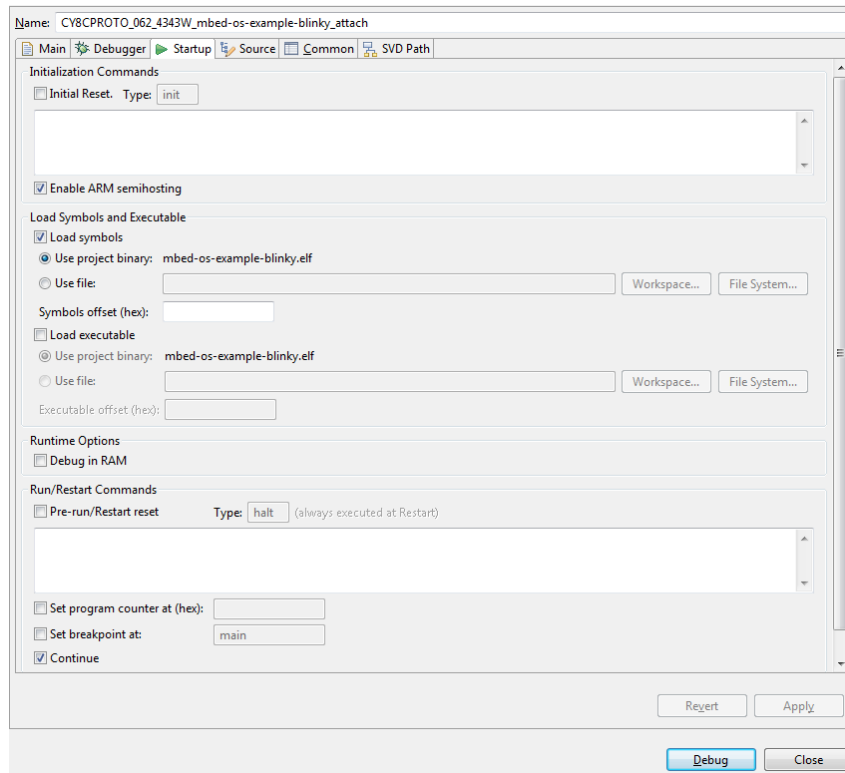 Name: CY8CPROTO_062_4343W_mbed-os-example-blinky_attach
Main Debugger Startup Source Common SVD Path
Initialization Commands
Initial Reset. Type: init
Enable ARM semihosting
Load Symbols and Executable
Load symbols
Use project binary: mbed-os-example-blinky.elf
Use file: Workspace... File System...
Symbols offset (hex):
Load executable
Use project binary: mbed-os-example-blinky.elf
Use file: Workspace... File System...
Executable offset (hex):
Runtime Options
Debug in RAM
Run/Restart Commands
Pre-run/Restart reset Type: halt (always executed at Restart)
Set program counter at (hex):
Set breakpoint at: main
Continue
Revert Apply
Debug Close